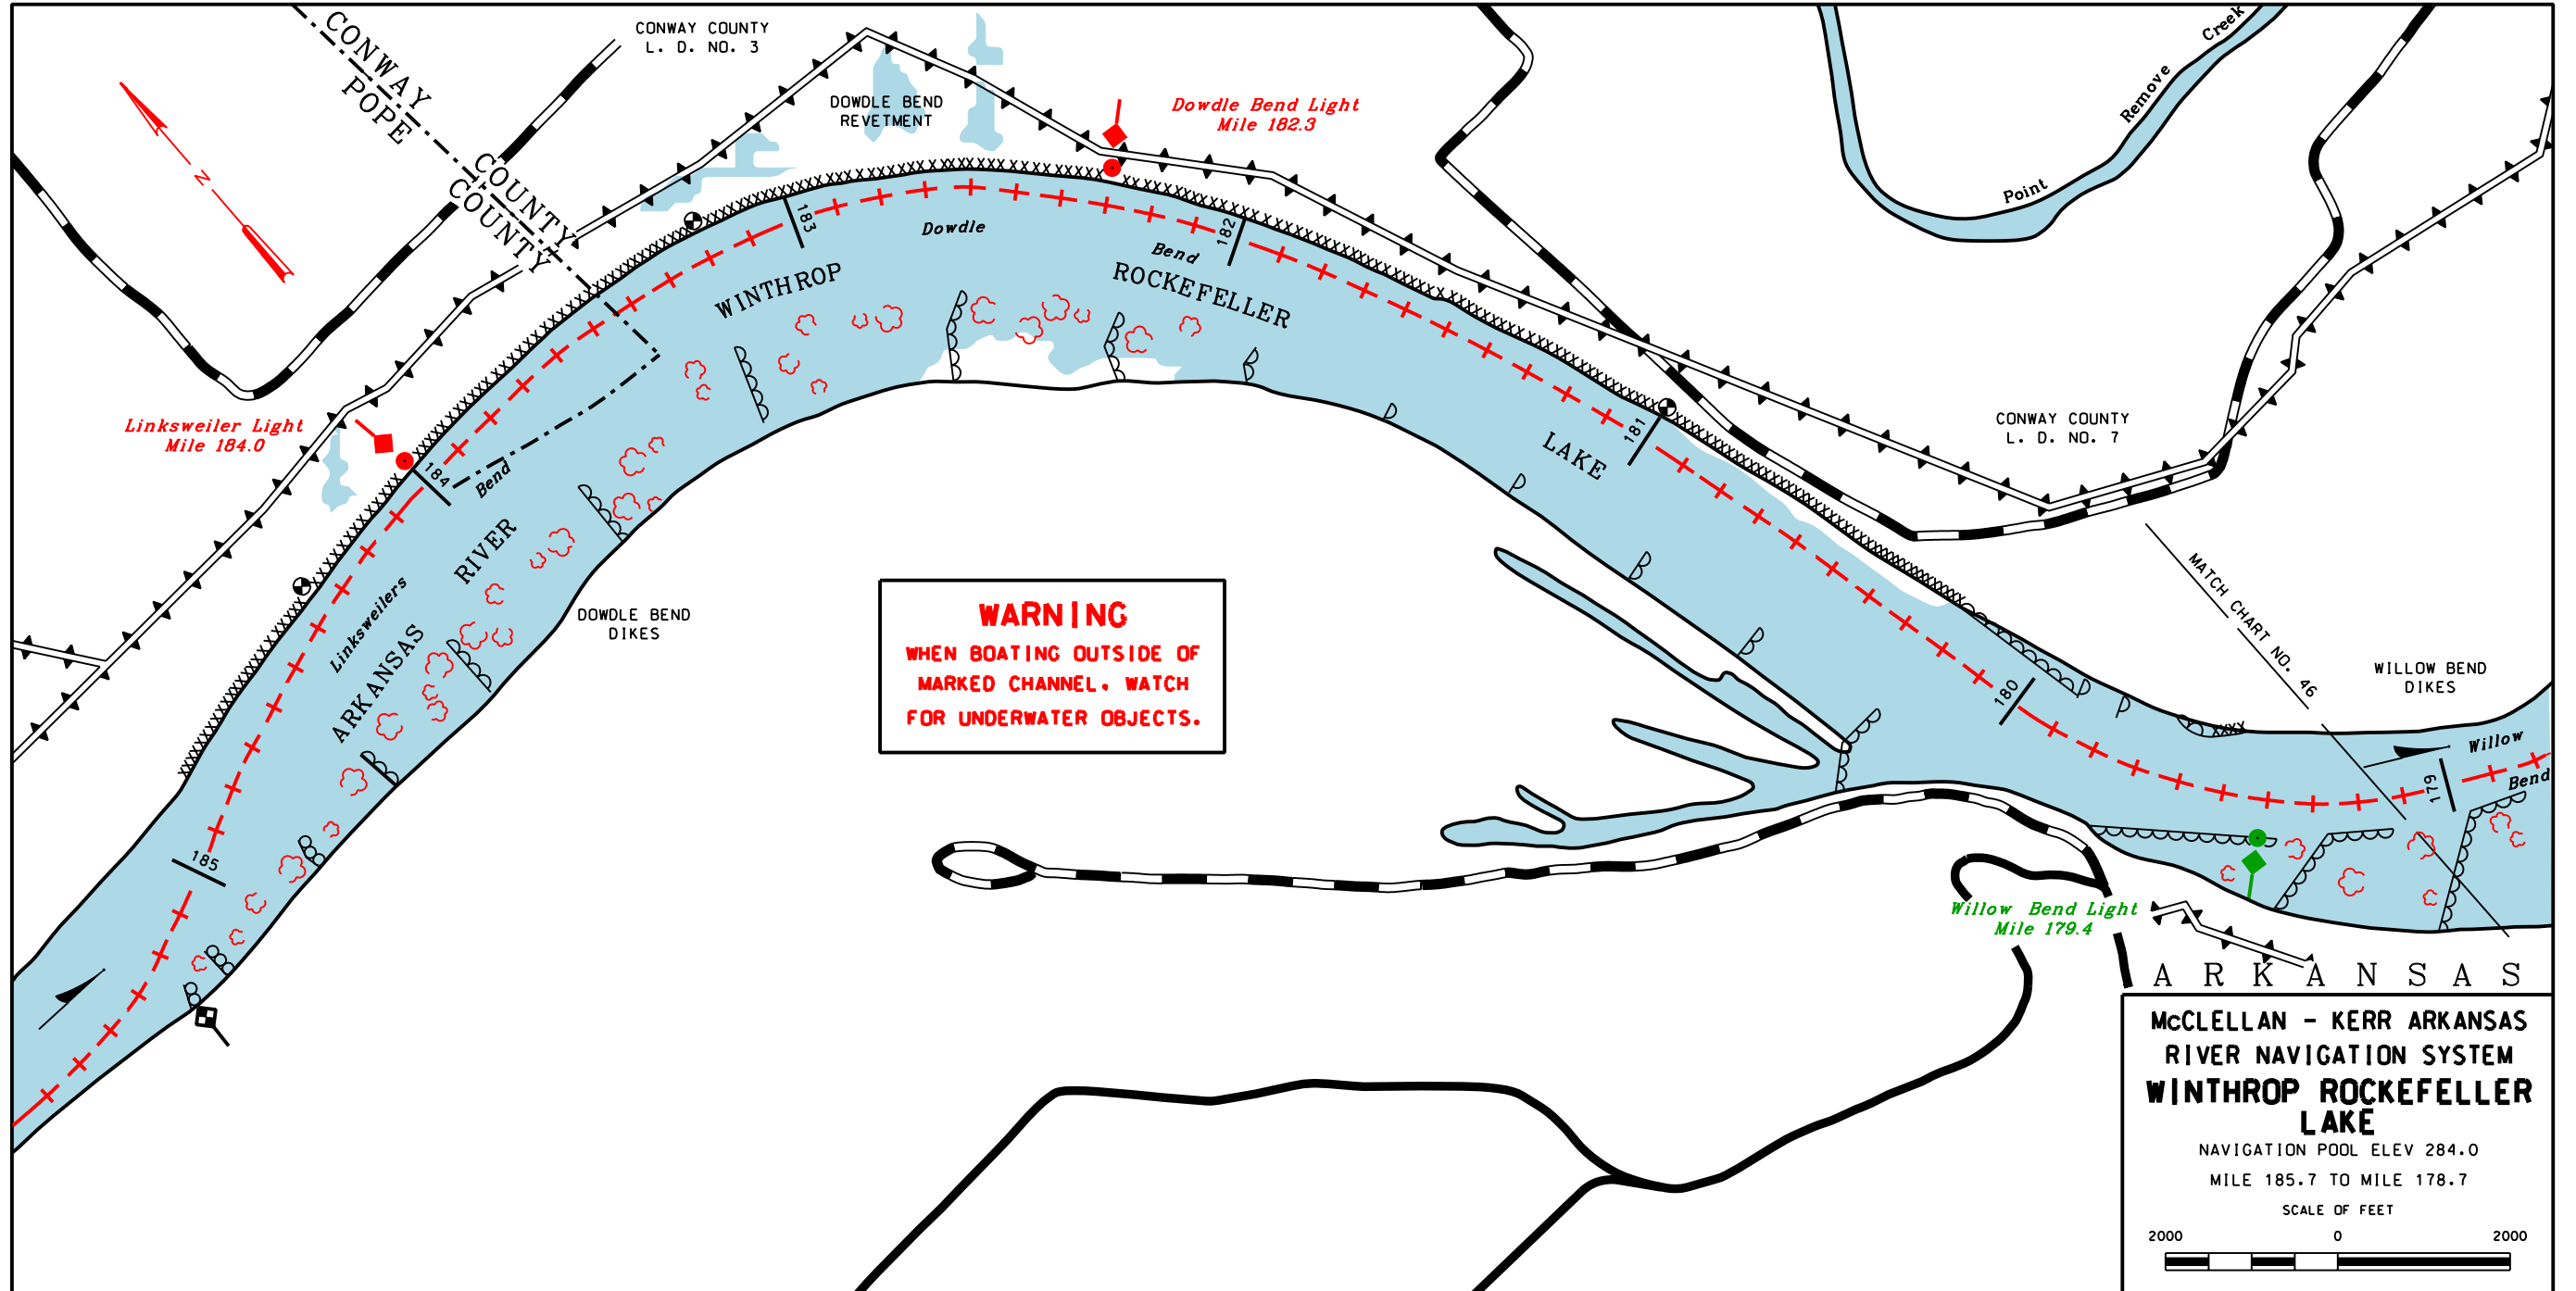 CONWAY COUNTY
POPE COUNTY
CONWAY COUNTY
L. D. NO. 3
DOWDLE BEND
REVETMENT
Dowdle Bend Light
Mile 182.3
Point Remove Creek
N
183
Dowdle Bend
182
WINTHROP ROCKEFELLER LAKE
Linksweiler Light
Mile 184.0
184
181
CONWAY COUNTY
L. D. NO. 7
Linksweilers Bend
ARKANSAS RIVER
DOWDLE BEND
DIKES
WARNING
WHEN BOATING OUTSIDE OF
MARKED CHANNEL, WATCH
FOR UNDERWATER OBJECTS.
MATCH CHART NO. 46
180
WILLOW BEND
DIKES
Willow Bend
179
185
Willow Bend Light
Mile 179.4
ARKANSAS
McCLELLAN - KERR ARKANSAS
RIVER NAVIGATION SYSTEM
WINTHROP ROCKEFELLER
LAKE
NAVIGATION POOL ELEV 284.0
MILE 185.7 TO MILE 178.7
SCALE OF FEET
2000 0 2000